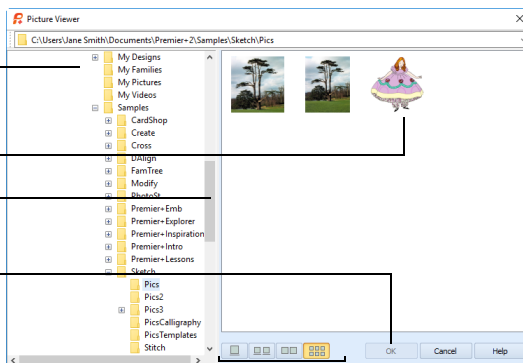 Picture Viewer
C:\Users\Jane Smith\Documents\Premier+2\Samples\Sketch\Pics
My Designs
My Families
My Pictures
My Videos
Samples
CardShop
Create
Cross
DAlign
FamTree
Modify
PhotoSt
Premier+Emb
Premier+Explorer
Premier+Inspiration
Premier+Intro
Premier+Lessons
Sketch
Pics
Pics2
Pics3
PicsCalligraphy
PicsTemplates
Stitch
OK Cancel Help